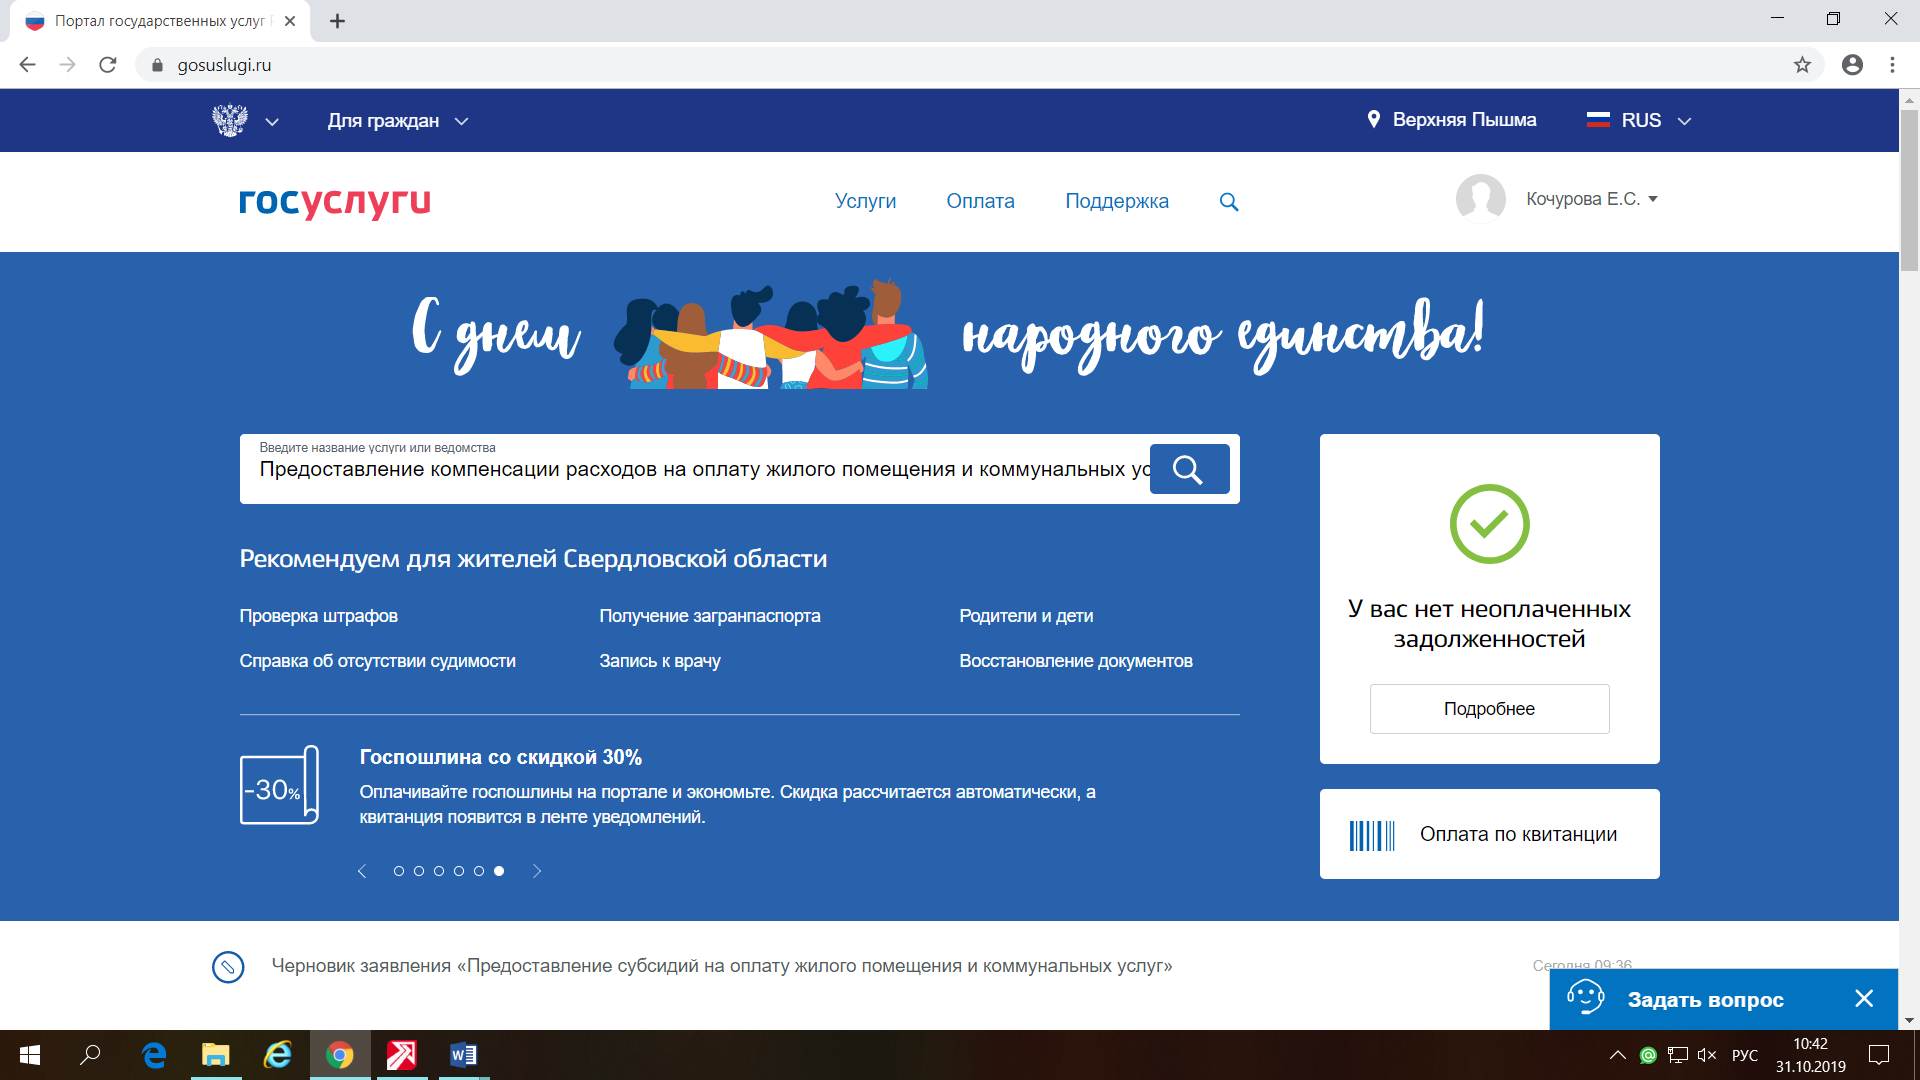 Портал государственных услуг
gosuslugi.ru
Для граждан
Верхняя Пышма
RUS
госуслуги
Услуги
Оплата
Поддержка
Кочурова Е.С.
С днем народного единства!
Введите название услуги или ведомства
Предоставление компенсации расходов на оплату жилого помещения и коммунальных ус
Рекомендуем для жителей Свердловской области
Проверка штрафов
Получение загранпаспорта
Родители и дети
Справка об отсутствии судимости
Запись к врачу
Восстановление документов
У вас нет неоплаченных
задолженностей
Подробнее
-30%
Госпошлина со скидкой 30%
Оплачивайте госпошлины на портале и экономьте. Скидка рассчитается автоматически, а
квитанция появится в ленте уведомлений.
Оплата по квитанции
Черновик заявления «Предоставление субсидий на оплату жилого помещения и коммунальных услуг»
Сегодня 09:36
Задать вопрос
РУС
10:42
31.10.2019